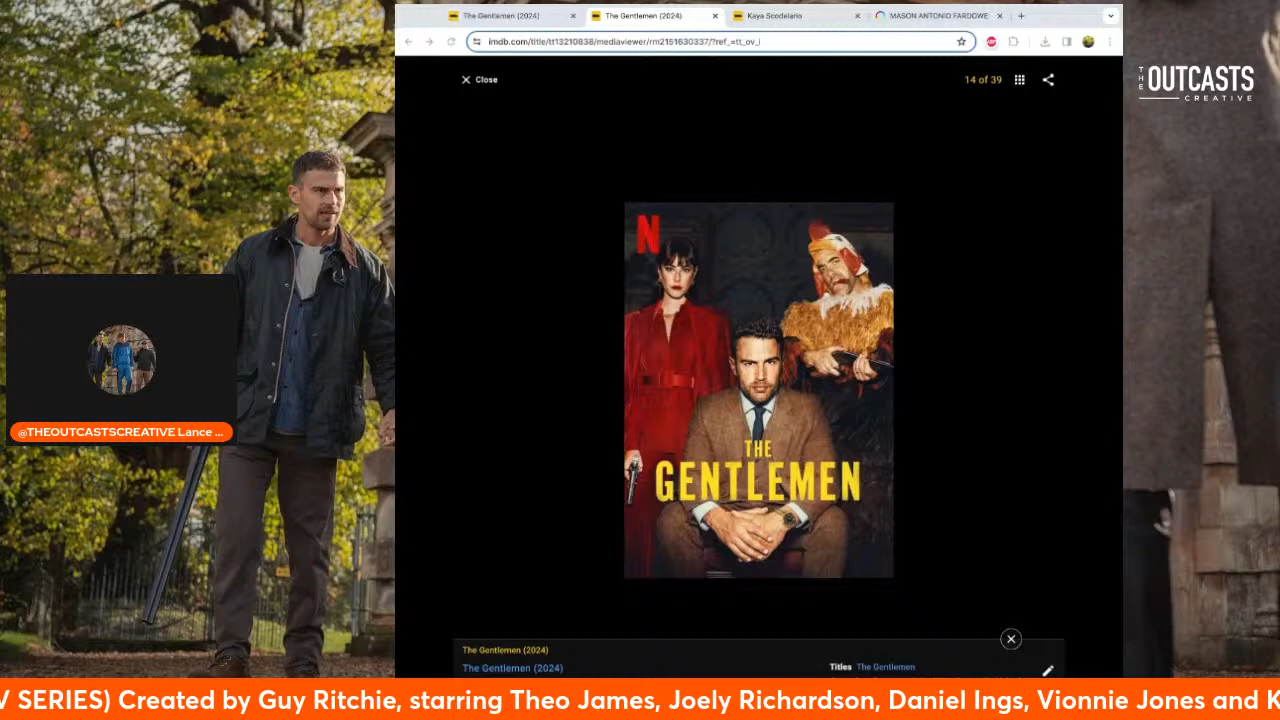 The Gentlemen (2024)
The Gentlemen (2024)
Kaya Scodelario
MASON ANTONIO FARDOWE
imdb.com/title/tt13210838/mediaviewer/rm2151630337/?ref_=tt_ov_i
Close
14 of 39
THE
OUTCASTS
CREATIVE
N
THE
GENTLEMEN
@THEOUTCASTSCREATIVE Lance ...
The Gentlemen (2024)
The Gentlemen (2024)
Titles The Gentlemen
V SERIES) Created by Guy Ritchie, starring Theo James, Joely Richardson, Daniel Ings, Vionnie Jones and K